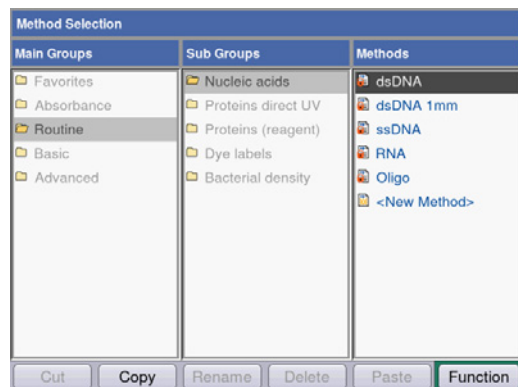 Method Selection
Main Groups
Favorites
Absorbance
Routine
Basic
Advanced
Sub Groups
Nucleic acids
Proteins direct UV
Proteins (reagent)
Dye labels
Bacterial density
Methods
dsDNA
dsDNA 1mm
ssDNA
RNA
Oligo
<New Method>
Cut Copy Rename Delete Paste Function